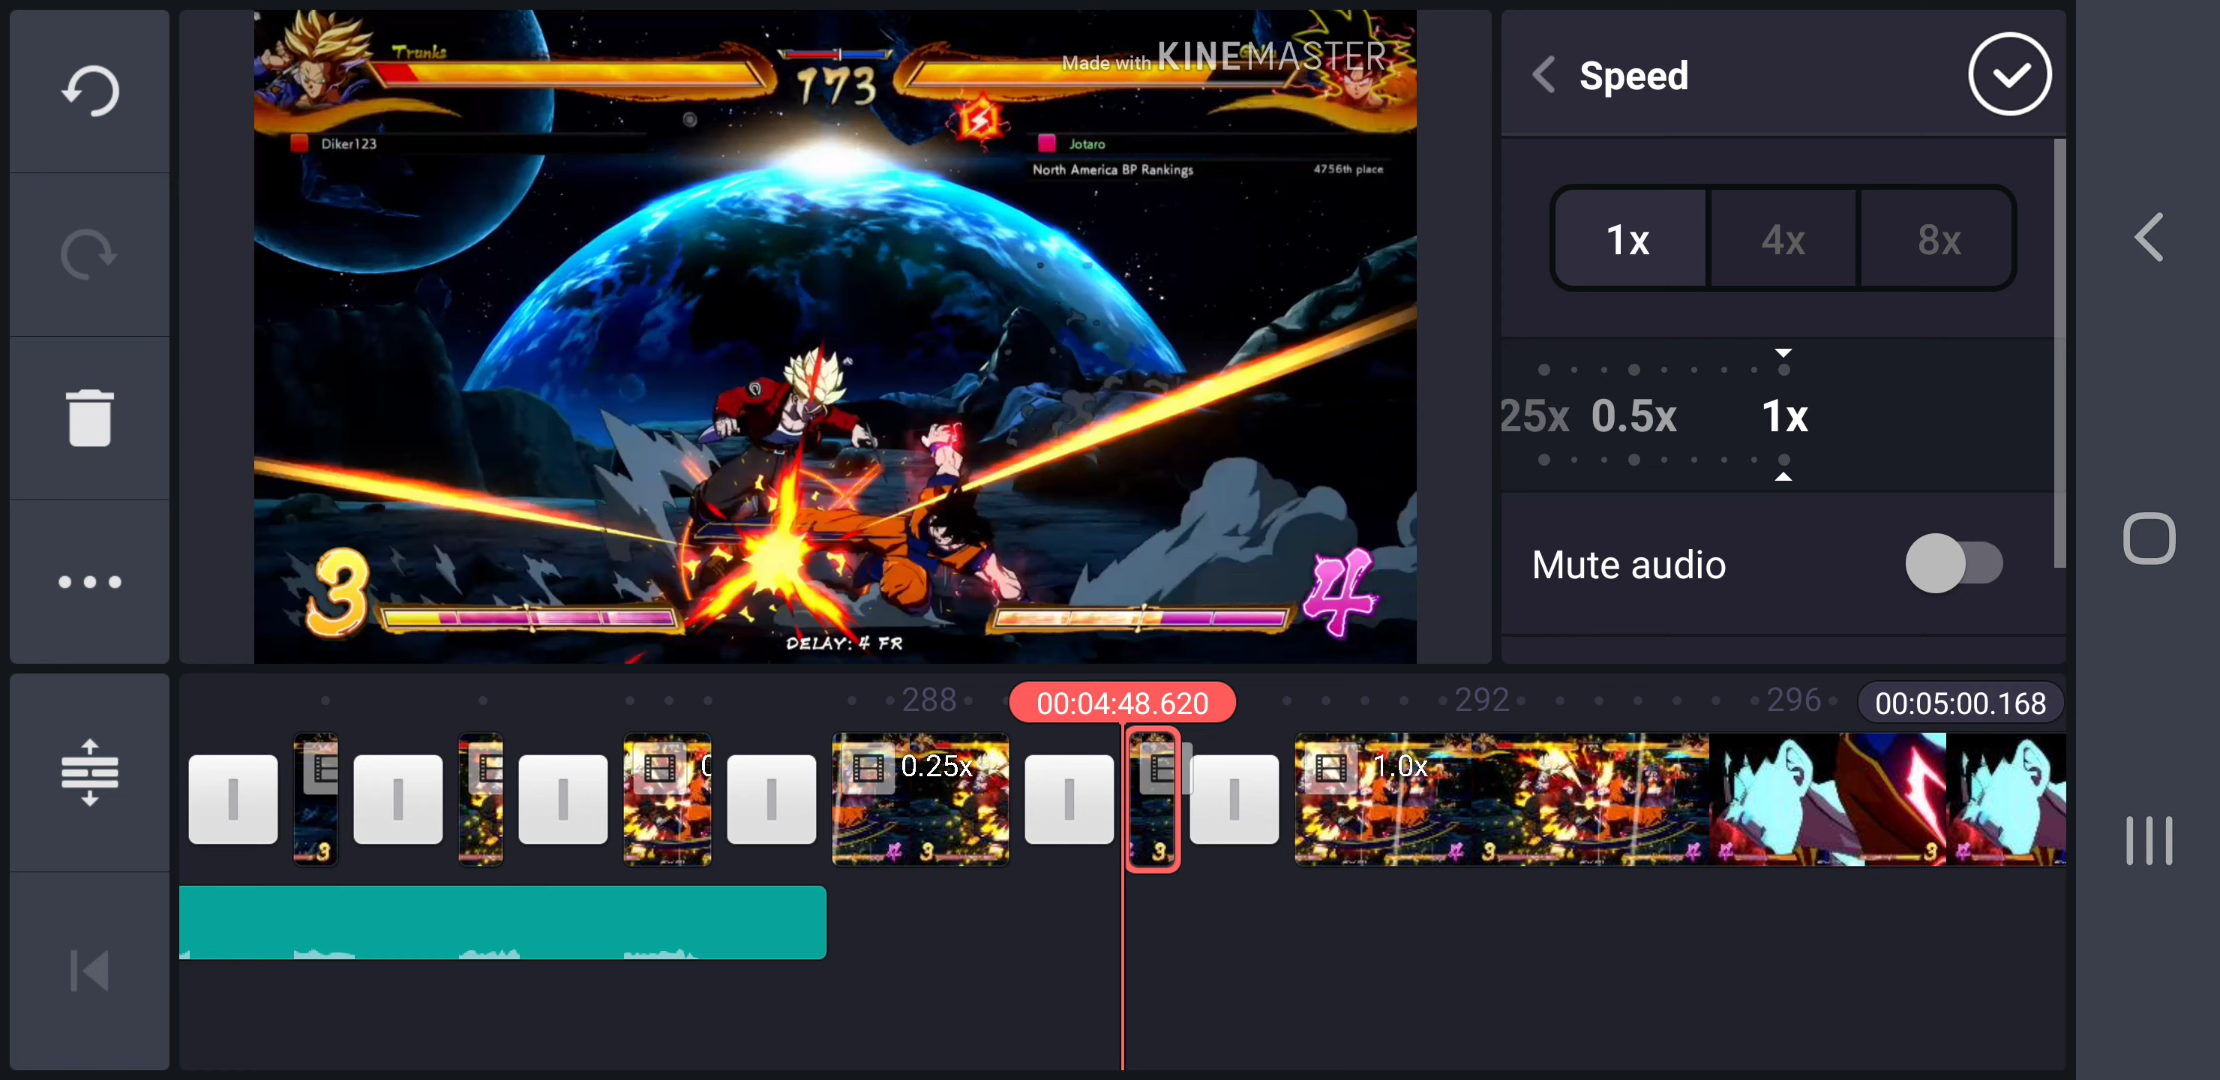 Trunks
173
Made with KINEMASTER
Diker123
Jotaro
North America BP Rankings
4756th place
3
4
DELAY: 4 FR
Speed
1x
4x
8x
25x 0.5x 1x
Mute audio
288
00:04:48.620
292
296
00:05:00.168
0.25x
1.0x